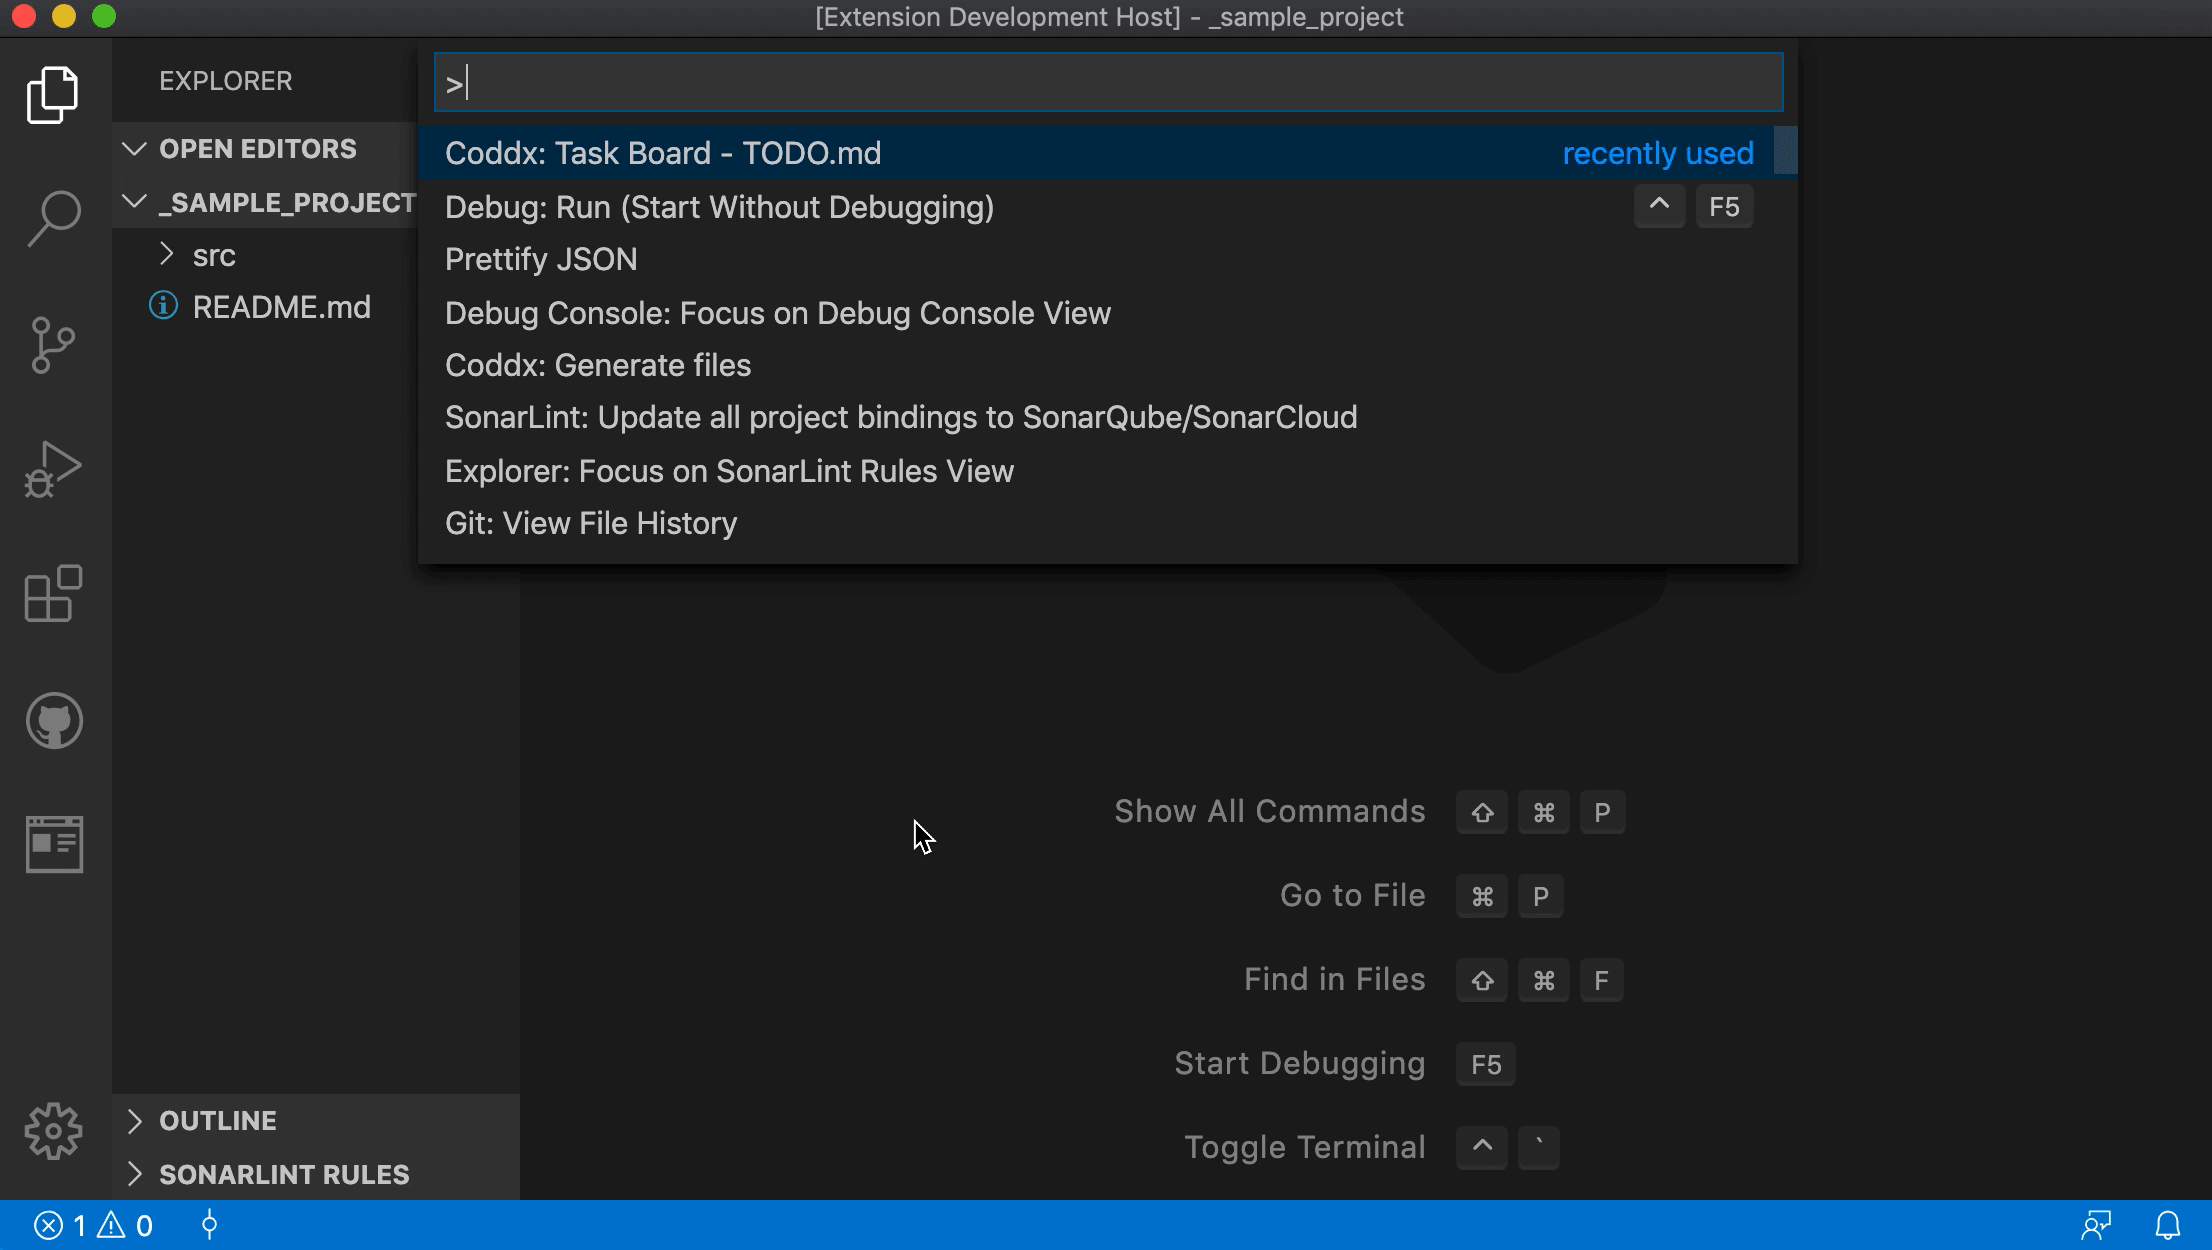 [Extension Development Host] - _sample_project
EXPLORER
OPEN EDITORS
_SAMPLE_PROJECT
src
README.md
>
Coddx: Task Board - TODO.md recently used
Debug: Run (Start Without Debugging) ^ F5
Prettify JSON
Debug Console: Focus on Debug Console View
Coddx: Generate files
SonarLint: Update all project bindings to SonarQube/SonarCloud
Explorer: Focus on SonarLint Rules View
Git: View File History
Show All Commands ⇧ ⌘ P
Go to File ⌘ P
Find in Files ⇧ ⌘ F
Start Debugging F5
Toggle Terminal ^ `
OUTLINE
SONARLINT RULES
1 0